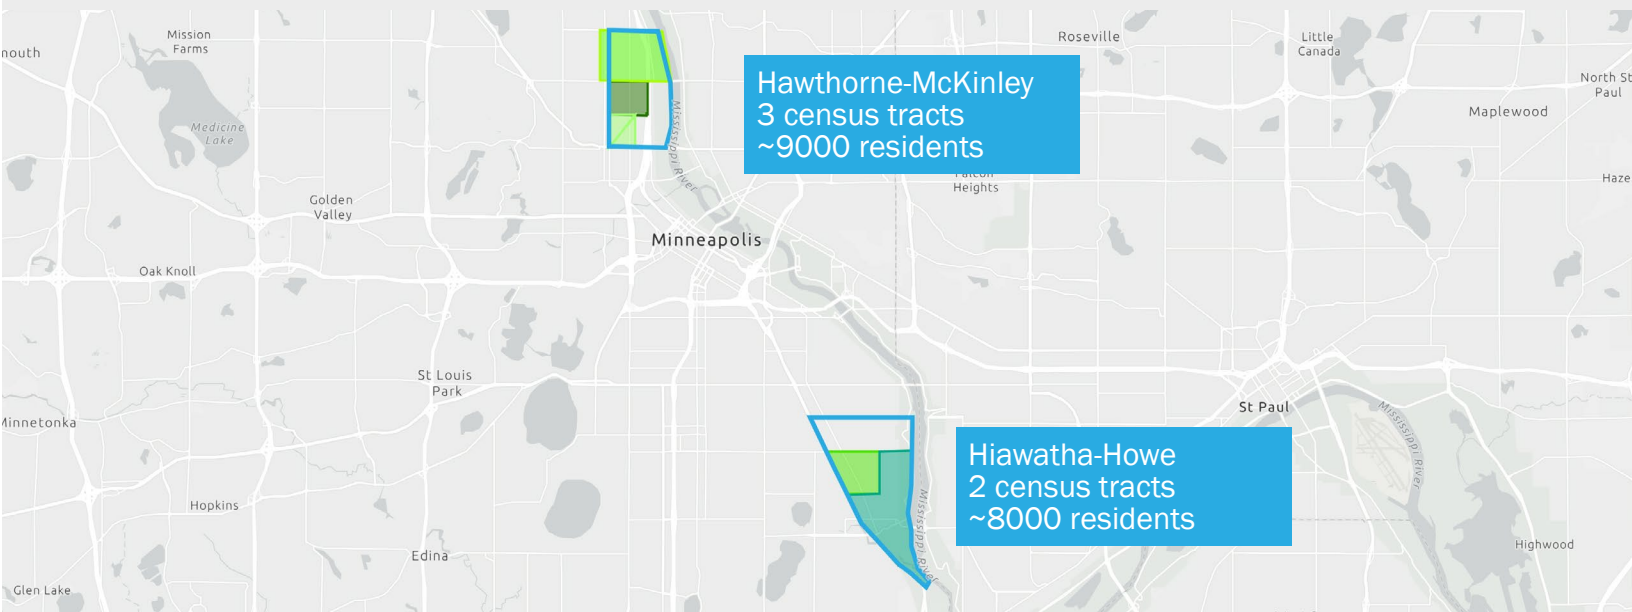 Mission
Farms
Roseville
Little
Canada
nouth
North St
Paul
Hawthorne-McKinley
3 census tracts
~9000 residents
Maplewood
Medicine
Lake
Mississippi River
Falcon
Heights
Haze
Golden
Valley
Minneapolis
Oak Knoll
St Louis
Park
St Paul
Mississippi River
Minnetonka
Hiawatha-Howe
2 census tracts
~8000 residents
Hopkins
Mississippi River
Highwood
Edina
Glen Lake